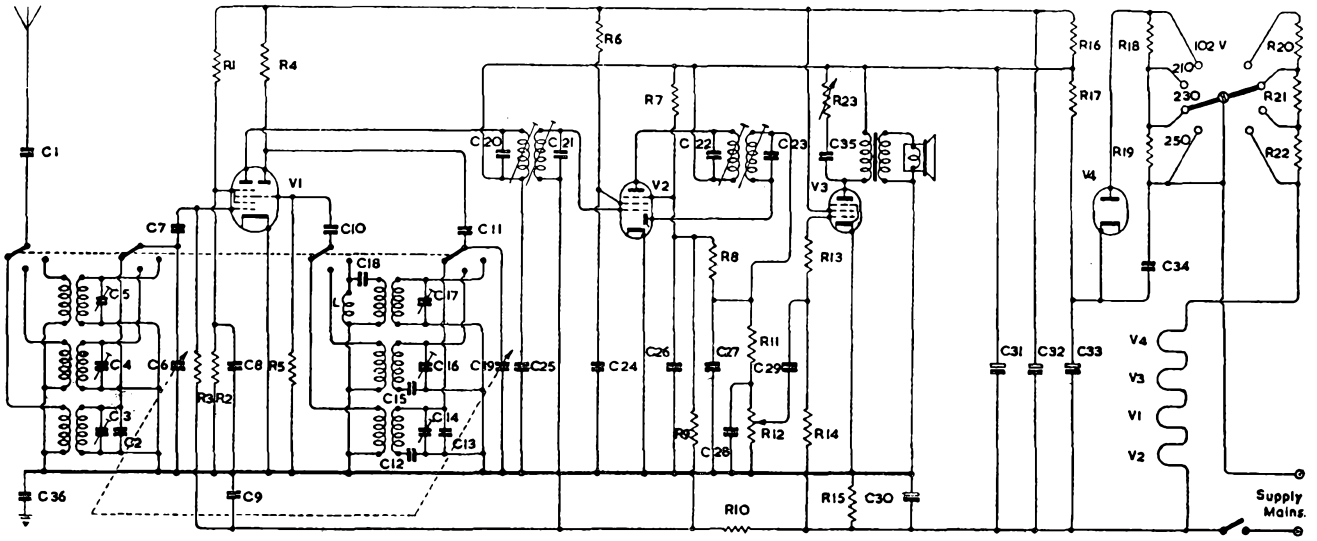 R1
R4
R6
R16
R18
102 V
210
230
250
R20
R7
R23
R17
R21
C1
C20
C21
C22
C23
C35
R19
R22
V1
V2
V3
V4
C7
C10
C11
R8
R13
C34
C18
L
C5
C17
C4
C6
C8
R5
C16
C19
C25
C24
C26
C27
R11
C29
C31
C32
C33
V4
V3
V1
V2
R3
R2
C15
C3
C2
C14
C13
C12
R9
C28
R12
R14
C36
C9
R10
R15
C30
Supply
Mains.